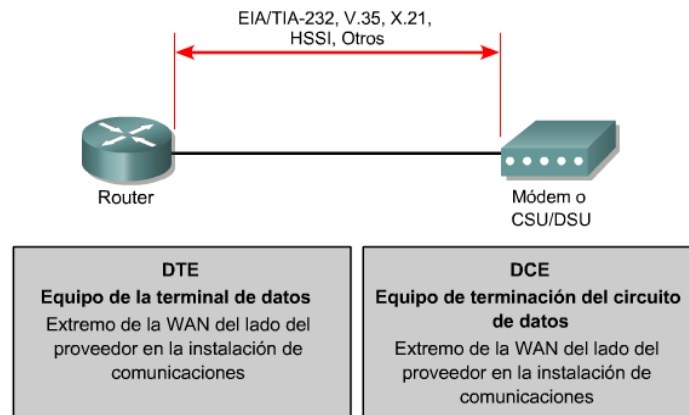 EIA/TIA-232, V.35, X.21,
HSSI, Otros
Router
Módem o
CSU/DSU
DTE
Equipo de la terminal de datos
Extremo de la WAN del lado del
proveedor en la instalación de
comunicaciones
DCE
Equipo de terminación del circuito
de datos
Extremo de la WAN del lado del
proveedor en la instalación de
comunicaciones